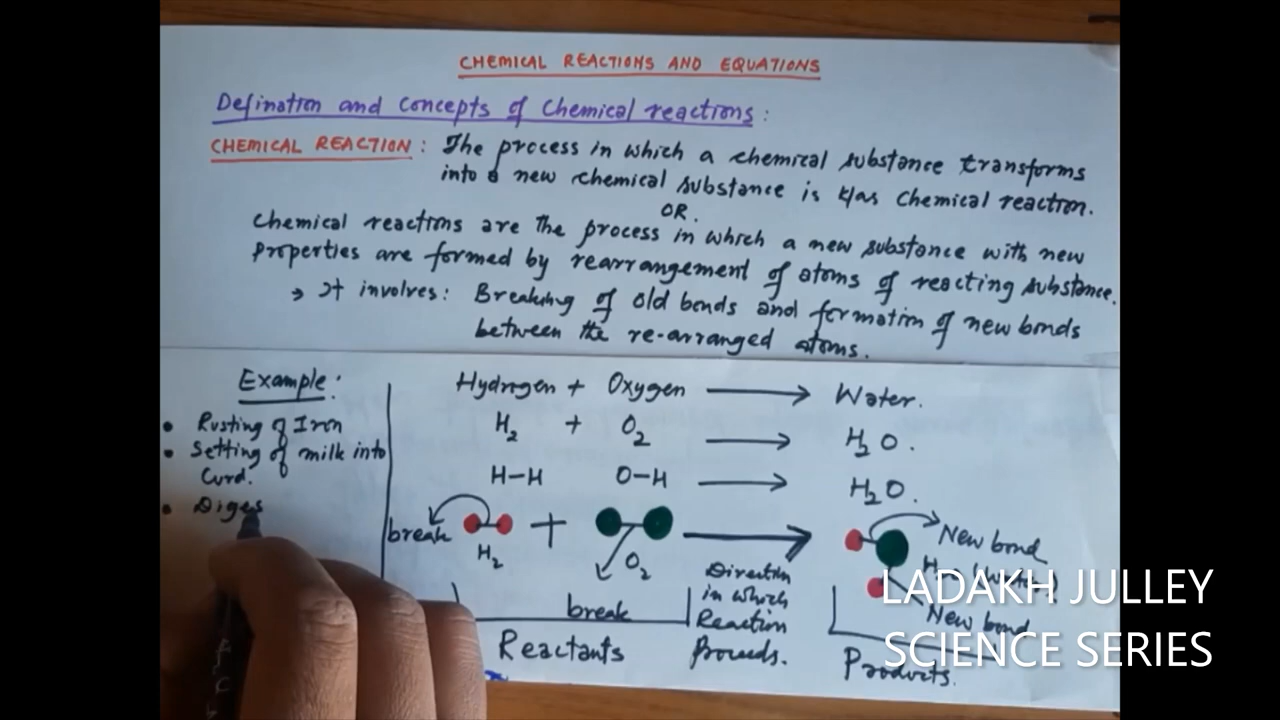 CHEMICAL REACTIONS AND EQUATIONS
Defination and Concepts of Chemical reactions:
CHEMICAL REACTION: The process in which a chemical substance transforms
into a new chemical substance is k/as Chemical reaction.
OR.
Chemical reactions are the process in which a new substance with new
properties are formed by rearrangement of atoms of reacting substance.
→ It involves: Breaking of old bonds and formation of new bonds
between the re-arranged atoms.
Example:
• Rusting of Iron
• Setting of milk into
Curd.
• Diges
Hydrogen + Oxygen → Water.
H₂ + O₂ → H₂O.
H–H O–H → H₂O.
break
H₂
+
O₂
break
Direction
in which
Reaction
Proceeds.
New bond
New bond
Reactants
Products.
LADAKH JULLEY
SCIENCE SERIES